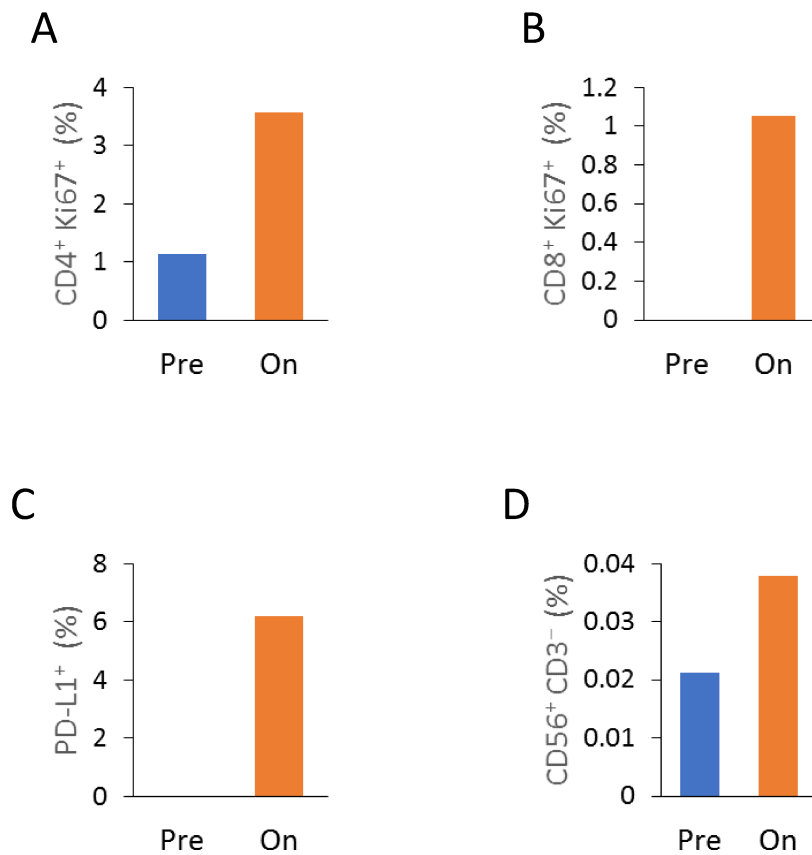 A
CD4⁺ Ki67⁺ (%)
4
3
2
1
0
Pre On
B
CD8⁺ Ki67⁺ (%)
1.2
1
0.8
0.6
0.4
0.2
0
Pre On
C
PD-L1⁺ (%)
8
6
4
2
0
Pre On
D
CD56⁺ CD3⁻ (%)
0.04
0.03
0.02
0.01
0
Pre On